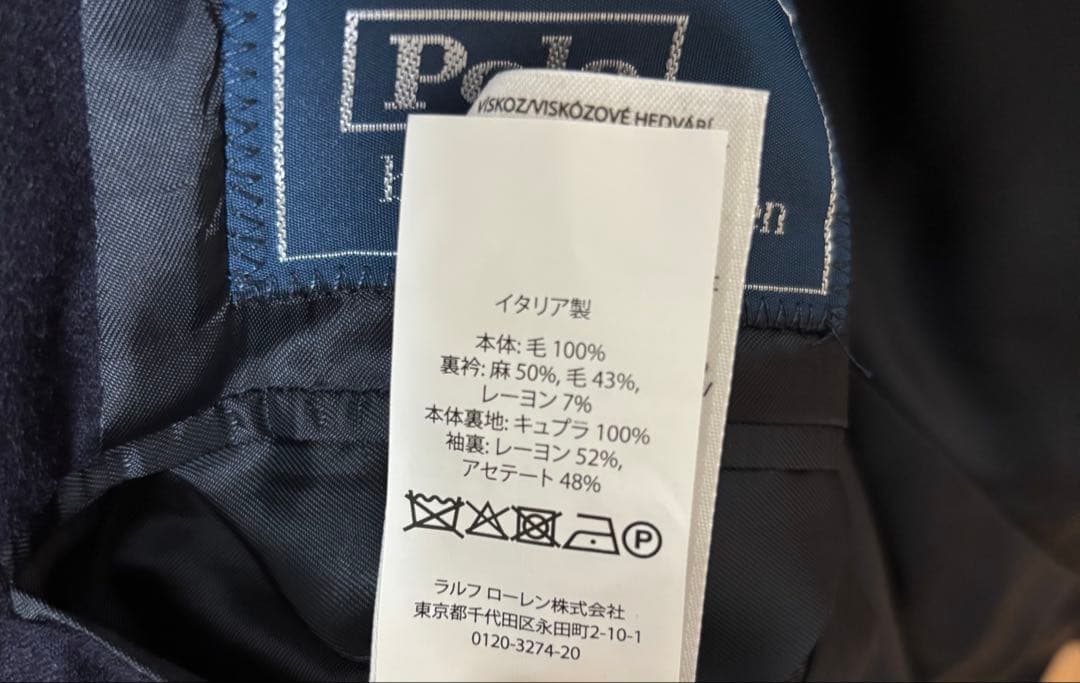 Polo
VISKOZ/VISKÓZOVÉ HEDVÁBÍ
イタリア製
本体: 毛 100%
裏衿: 麻 50%, 毛 43%,
レーヨン 7%
本体裏地: キュプラ 100%
袖裏: レーヨン 52%,
アセテート 48%
P
ラルフ ローレン株式会社
東京都千代田区永田町2-10-1
0120-3274-20